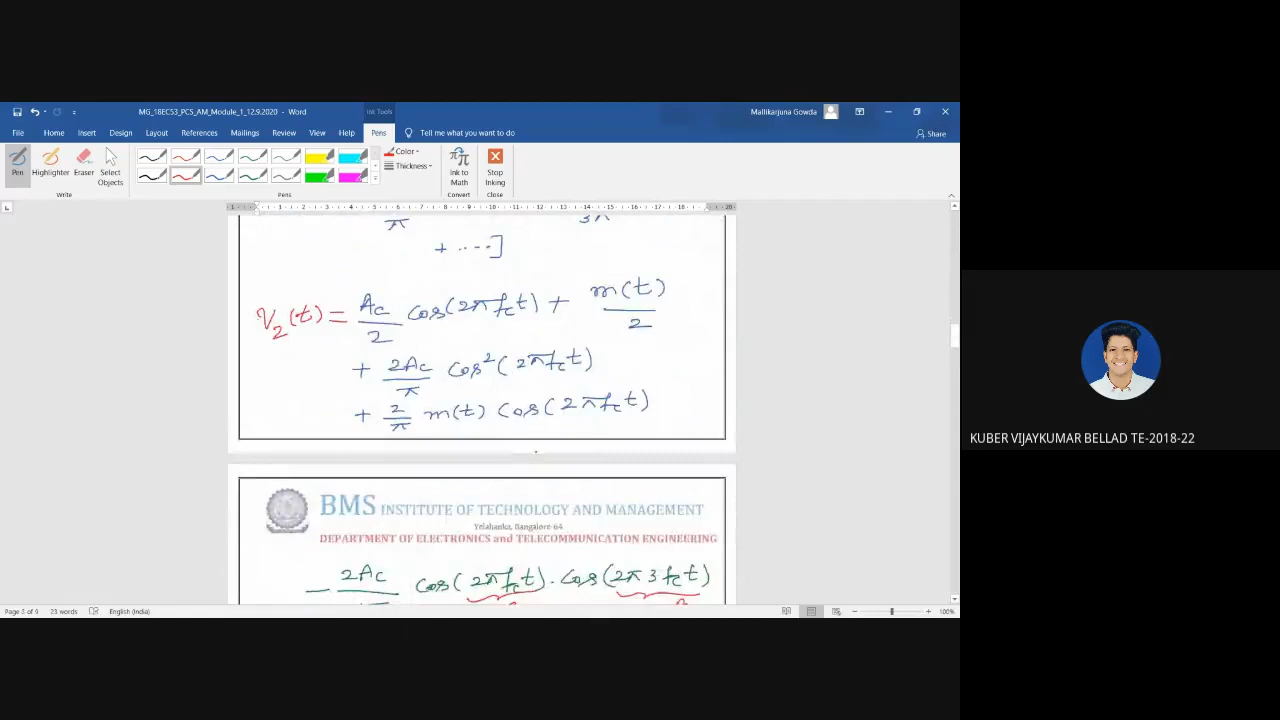 MG_18EC53_PCS_AM_Module_1_12.9.2020 - Word
Ink Tools
Mallikarjuna Gowda
File Home Insert Design Layout References Mailings Review View Help Pens Tell me what you want to do
Share
Pen Highlighter Eraser Select Objects
Color
Thickness
Ink to Math
Stop Inking
Write Pens Convert Close
π 3π
+ ....]
V₂(t) = Ac/2 cos(2πfct) + m(t)/2
+ 2Ac/π cos²(2πfct)
+ 2/π m(t) cos(2πfct)
BMS INSTITUTE OF TECHNOLOGY AND MANAGEMENT
Yelahanka, Bangalore-64
DEPARTMENT OF ELECTRONICS and TELECOMMUNICATION ENGINEERING
- 2Ac cos(2πfct) . cos(2π3fct)
KUBER VIJAYKUMAR BELLAD TE-2018-22
Page 3 of 9 23 words English (India) 100%